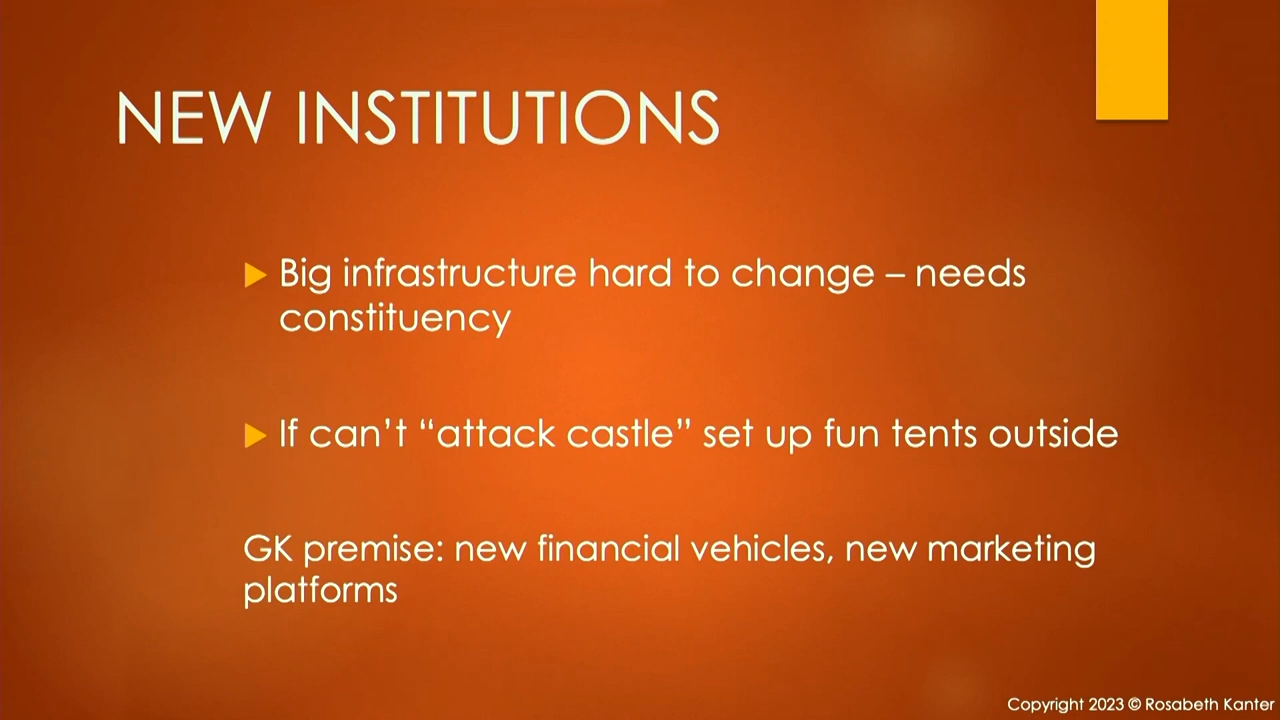 NEW INSTITUTIONS
Big infrastructure hard to change – needs
constituency
If can’t “attack castle” set up fun tents outside
GK premise: new financial vehicles, new marketing
platforms
Copyright 2023 © Rosabeth Kanter